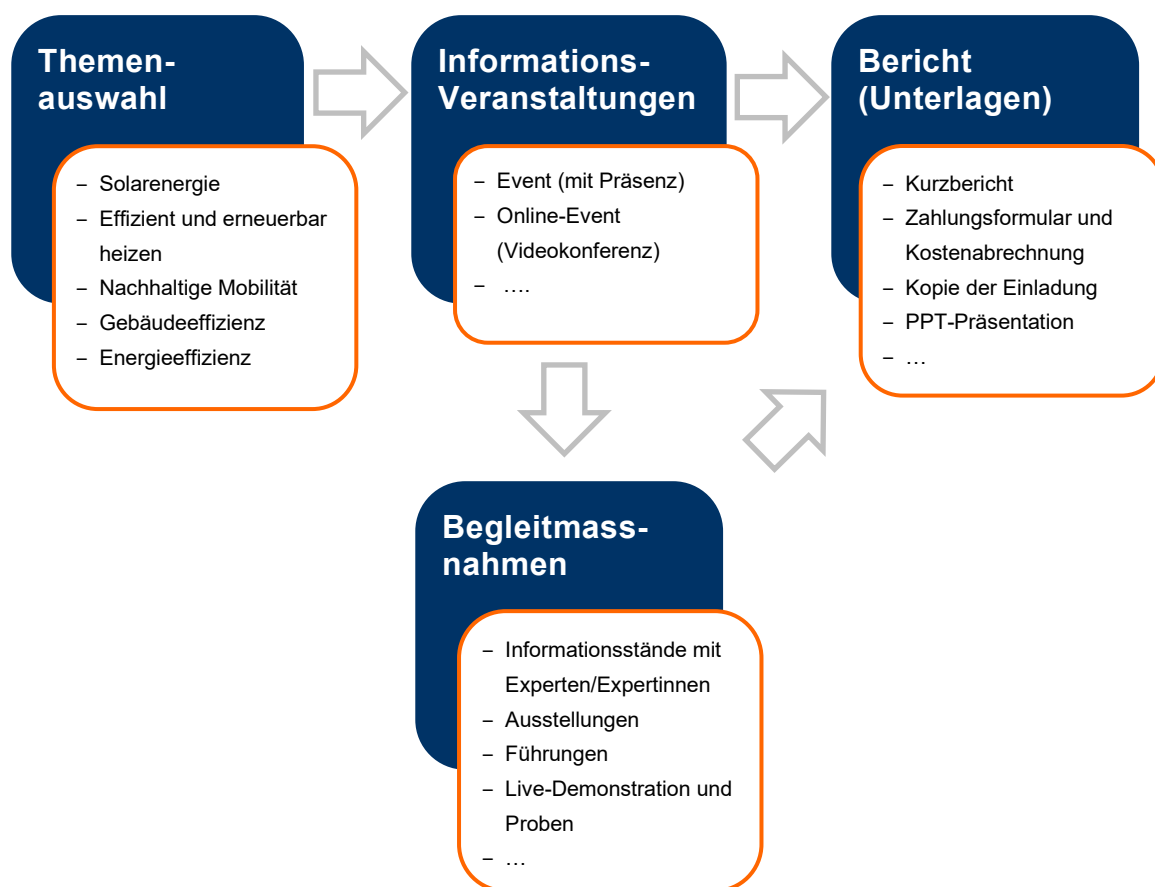 Themen-
auswahl
– Solarenergie
– Effizient und erneuerbar
heizen
– Nachhaltige Mobilität
– Gebäudeeffizienz
– Energieeffizienz
Informations-
Veranstaltungen
– Event (mit Präsenz)
– Online-Event
(Videokonferenz)
– ….
Bericht
(Unterlagen)
– Kurzbericht
– Zahlungsformular und
Kostenabrechnung
– Kopie der Einladung
– PPT-Präsentation
– …
Begleitmass-
nahmen
– Informationsstände mit
Experten/Expertinnen
– Ausstellungen
– Führungen
– Live-Demonstration und
Proben
– …